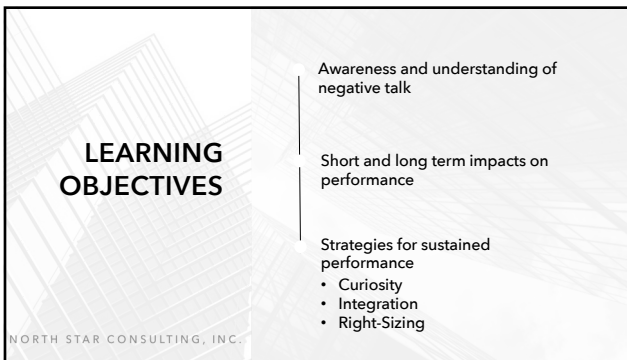 LEARNING
OBJECTIVES
Awareness and understanding of
negative talk
Short and long term impacts on
performance
Strategies for sustained
performance
• Curiosity
• Integration
• Right-Sizing
NORTH STAR CONSULTING, INC.